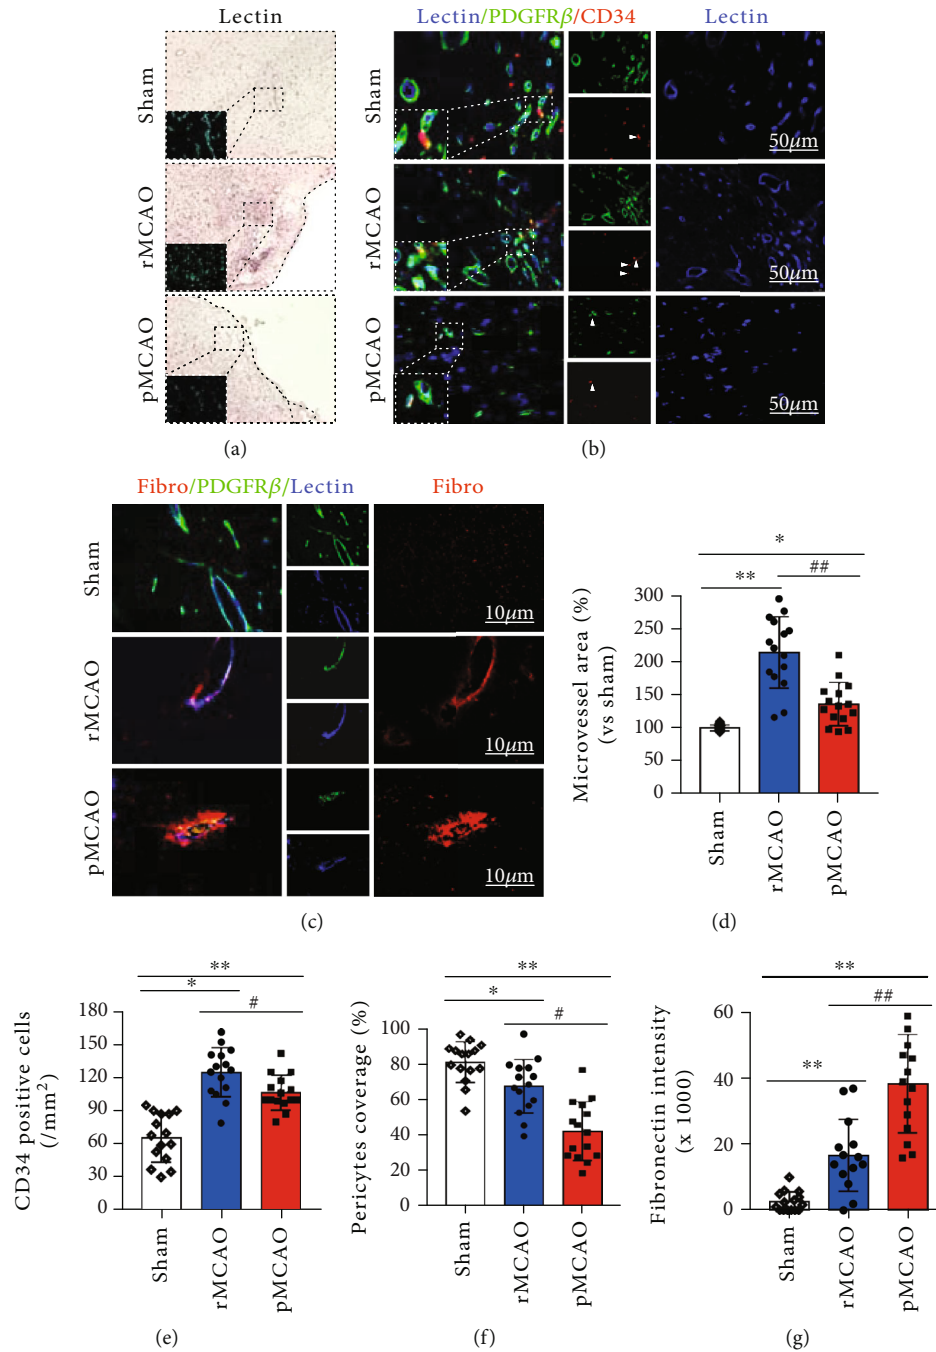 Lectin
Sham
rMCAO
pMCAO
(a)
Lectin/PDGFRβ/CD34
Lectin
Sham
50μm
rMCAO
50μm
pMCAO
50μm
(b)
Fibro/PDGFRβ/Lectin
Fibro
Sham
10μm
rMCAO
10μm
pMCAO
10μm
(c)
*
** ##
Microvessel area (%)
(vs sham)
300
250
200
150
100
50
0
Sham
rMCAO
pMCAO
(d)
**
*
#
CD34 positive cells
(/mm²)
180
150
120
90
60
30
0
Sham
rMCAO
pMCAO
(e)
**
*
#
Pericytes coverage (%)
100
80
60
40
20
0
Sham
rMCAO
pMCAO
(f)
**
##
**
Fibronectin intensity
(x 1000)
60
40
20
0
Sham
rMCAO
pMCAO
(g)